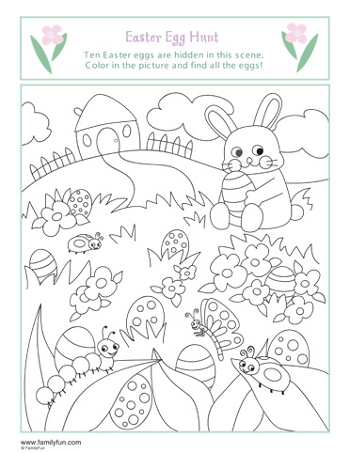 Easter Egg Hunt
Ten Easter eggs are hidden in this scene.
Color in the picture and find all the eggs!
www.familyfun.com
© FamilyFun